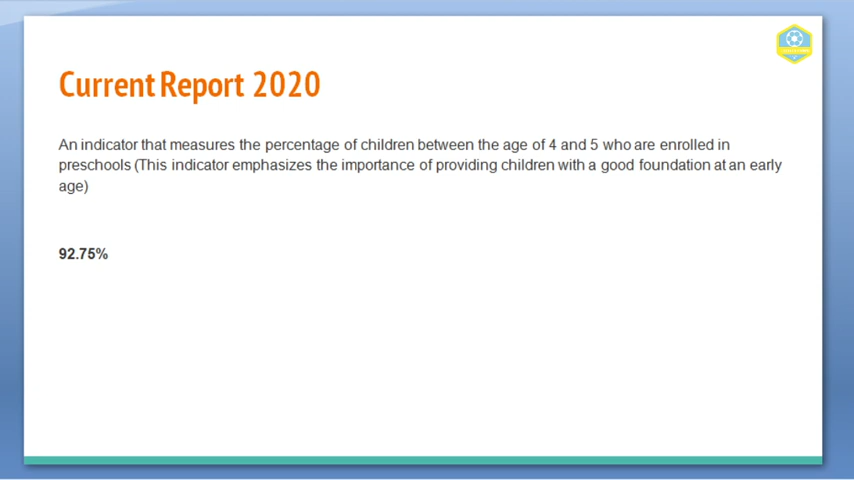 Current Report 2020
An indicator that measures the percentage of children between the age of 4 and 5 who are enrolled in
preschools (This indicator emphasizes the importance of providing children with a good foundation at an early
age)
92.75%